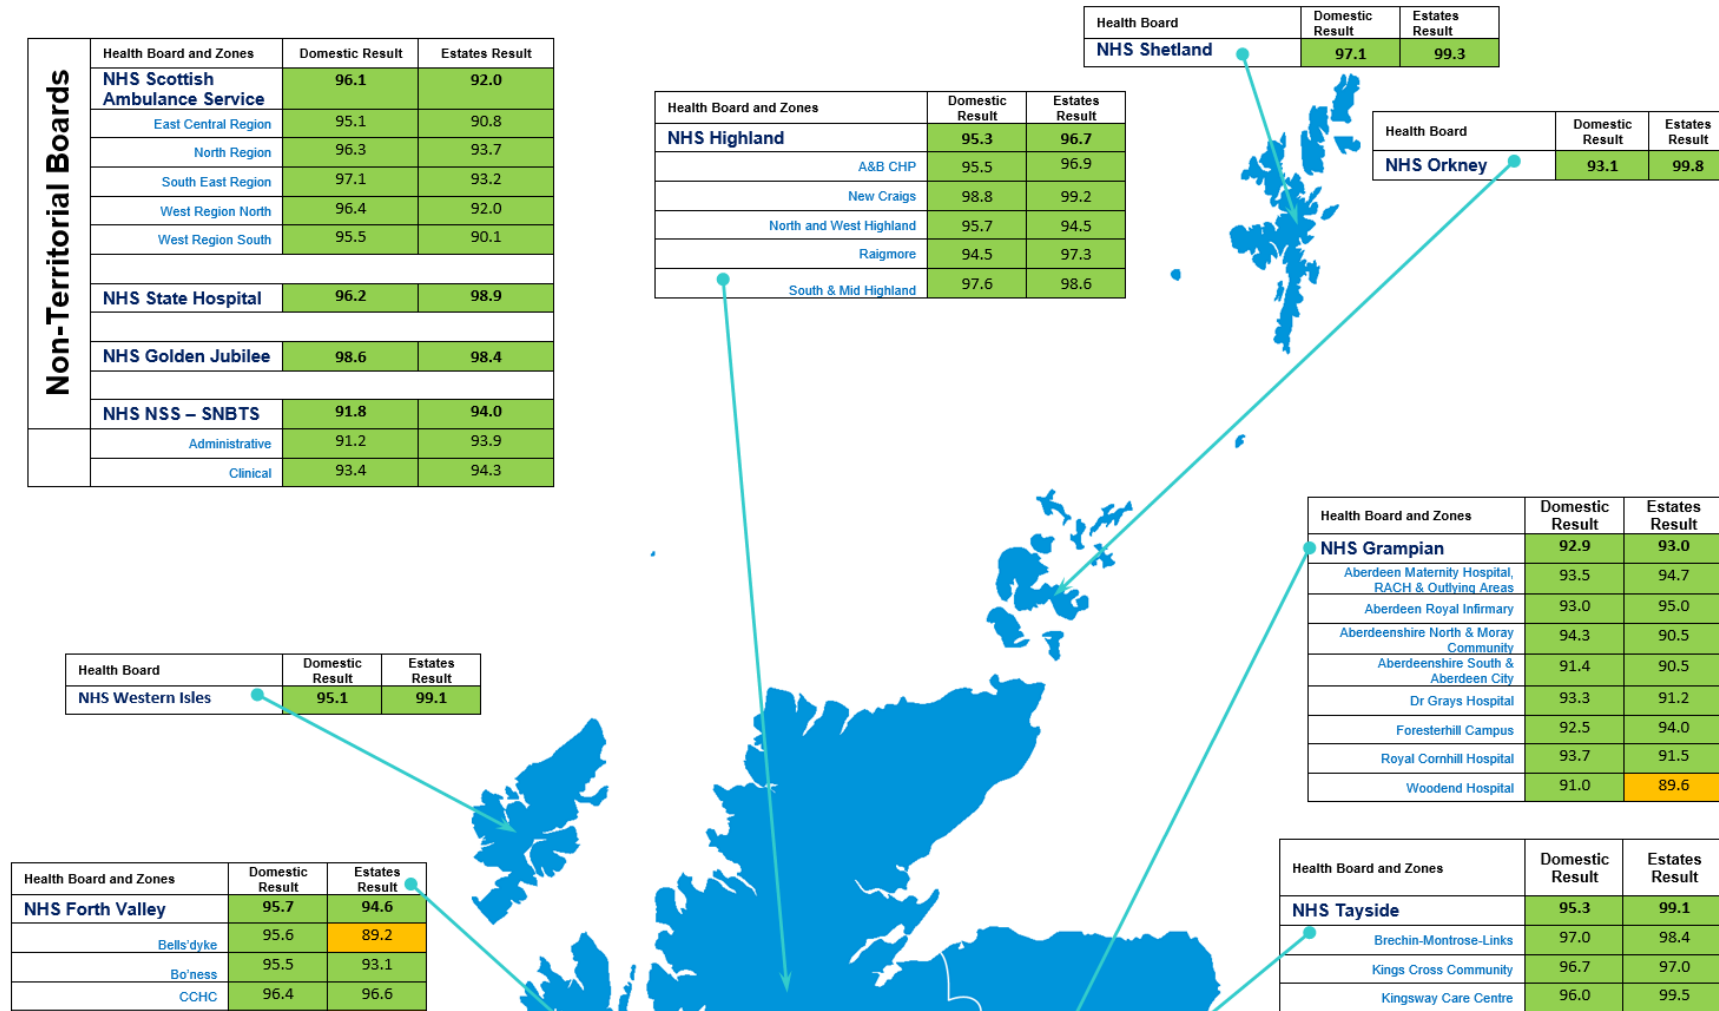 Non-Territorial Boards
Health Board and Zones Domestic Result Estates Result
NHS Scottish
Ambulance Service 96.1 92.0
East Central Region 95.1 90.8
North Region 96.3 93.7
South East Region 97.1 93.2
West Region North 96.4 92.0
West Region South 95.5 90.1
NHS State Hospital 96.2 98.9
NHS Golden Jubilee 98.6 98.4
NHS NSS – SNBTS 91.8 94.0
Administrative 91.2 93.9
Clinical 93.4 94.3
Health Board and Zones Domestic Result Estates Result
NHS Highland 95.3 96.7
A&B CHP 95.5 96.9
New Craigs 98.8 99.2
North and West Highland 95.7 94.5
Raigmore 94.5 97.3
South & Mid Highland 97.6 98.6
Health Board Domestic Result Estates Result
NHS Shetland 97.1 99.3
Health Board Domestic Result Estates Result
NHS Orkney 93.1 99.8
Health Board and Zones Domestic Result Estates Result
NHS Grampian 92.9 93.0
Aberdeen Maternity Hospital,
RACH & Outlying Areas 93.5 94.7
Aberdeen Royal Infirmary 93.0 95.0
Aberdeenshire North & Moray
Community 94.3 90.5
Aberdeenshire South &
Aberdeen City 91.4 90.5
Dr Grays Hospital 93.3 91.2
Foresterhill Campus 92.5 94.0
Royal Cornhill Hospital 93.7 91.5
Woodend Hospital 91.0 89.6
Health Board Domestic Result Estates Result
NHS Western Isles 95.1 99.1
Health Board and Zones Domestic Result Estates Result
NHS Forth Valley 95.7 94.6
Bells'dyke 95.6 89.2
Bo'ness 95.5 93.1
CCHC 96.4 96.6
Health Board and Zones Domestic Result Estates Result
NHS Tayside 95.3 99.1
Brechin-Montrose-Links 97.0 98.4
Kings Cross Community 96.7 97.0
Kingsway Care Centre 96.0 99.5